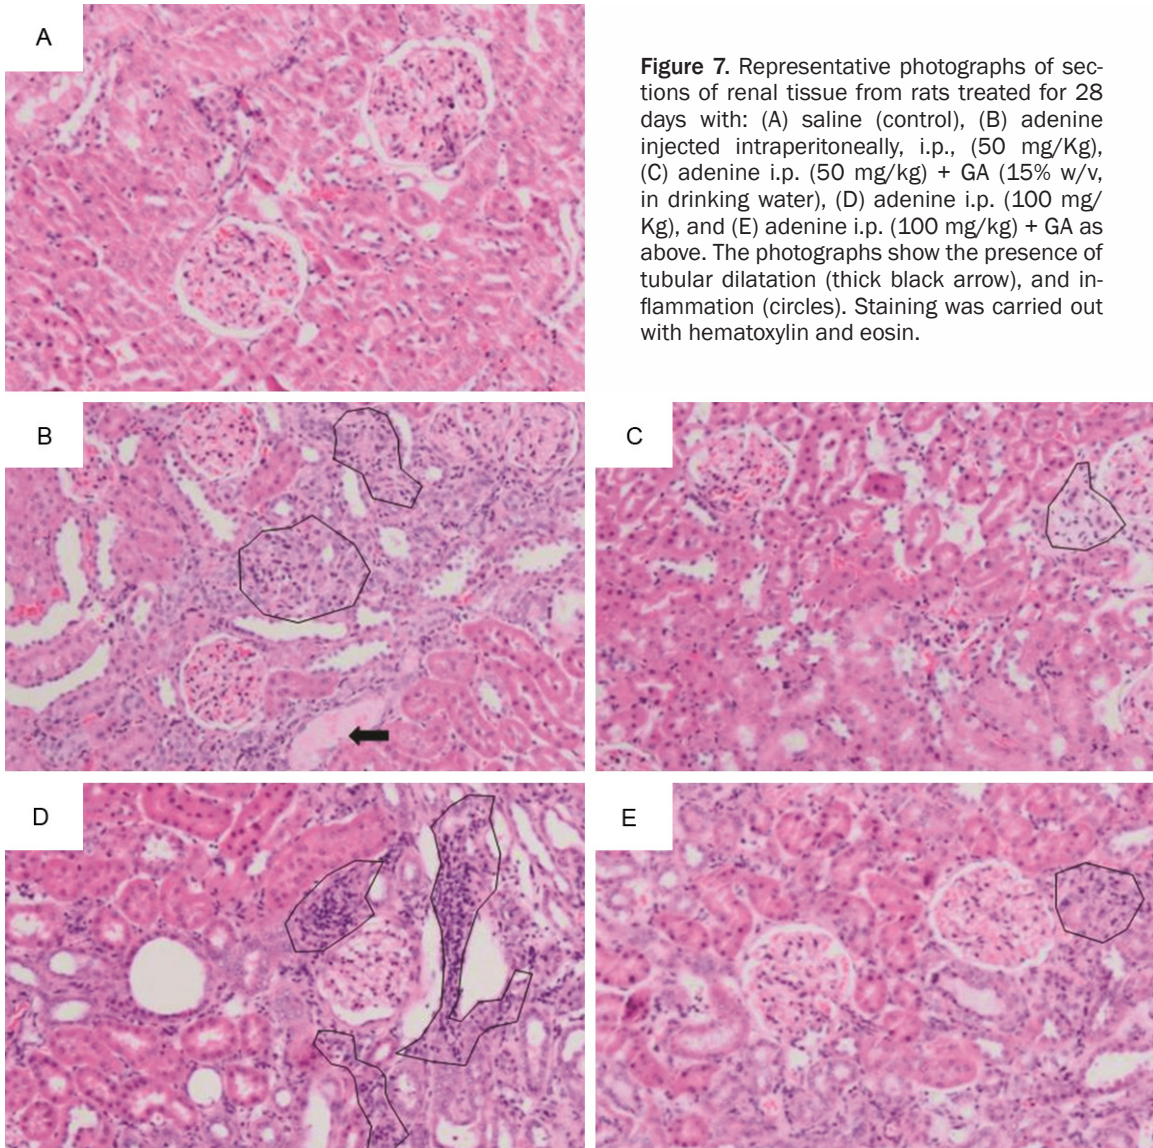 A
Figure 7. Representative photographs of sec-
tions of renal tissue from rats treated for 28
days with: (A) saline (control), (B) adenine
injected intraperitoneally, i.p., (50 mg/Kg),
(C) adenine i.p. (50 mg/kg) + GA (15% w/v,
in drinking water), (D) adenine i.p. (100 mg/
Kg), and (E) adenine i.p. (100 mg/kg) + GA as
above. The photographs show the presence of
tubular dilatation (thick black arrow), and in-
flammation (circles). Staining was carried out
with hematoxylin and eosin.
B
C
D
E